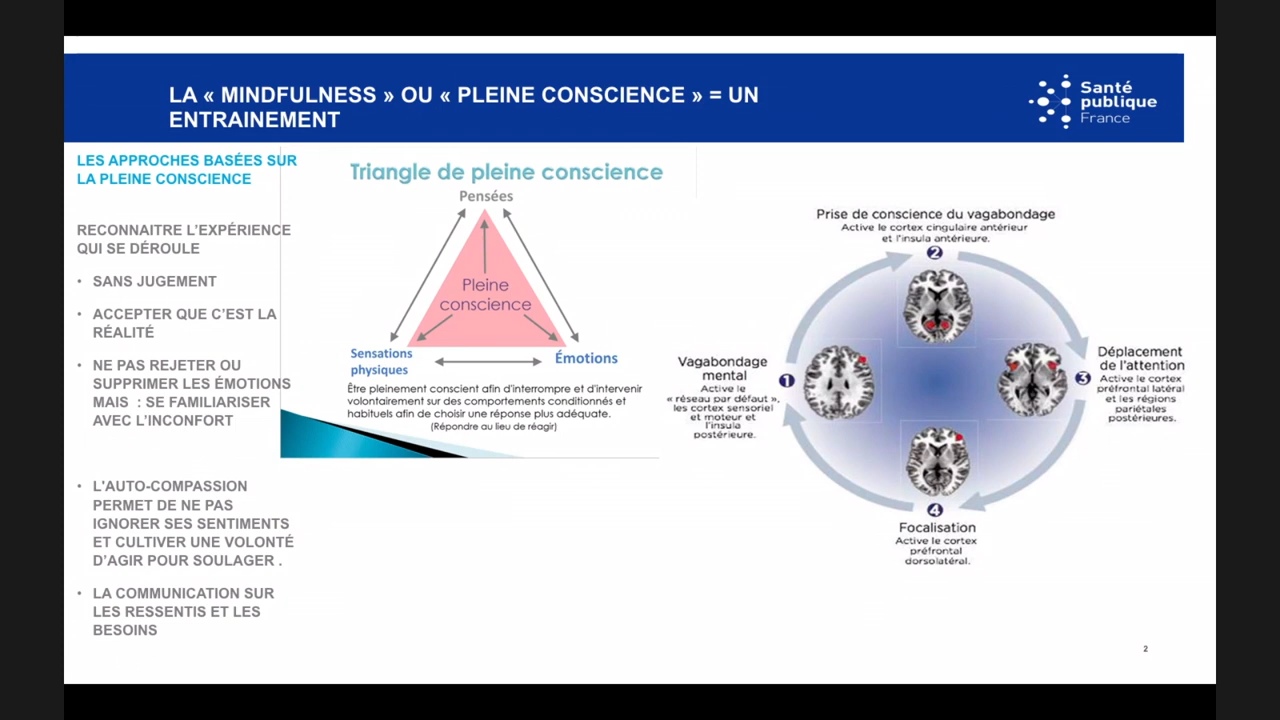 LA « MINDFULNESS » OU « PLEINE CONSCIENCE » = UN
ENTRAINEMENT
Santé
publique
France
LES APPROCHES BASÉES SUR
LA PLEINE CONSCIENCE
RECONNAITRE L'EXPÉRIENCE
QUI SE DÉROULE
• SANS JUGEMENT
• ACCEPTER QUE C'EST LA
RÉALITÉ
• NE PAS REJETER OU
SUPPRIMER LES ÉMOTIONS
MAIS : SE FAMILIARISER
AVEC L'INCONFORT
• L'AUTO-COMPASSION
PERMET DE NE PAS
IGNORER SES SENTIMENTS
ET CULTIVER UNE VOLONTÉ
D'AGIR POUR SOULAGER .
• LA COMMUNICATION SUR
LES RESSENTIS ET LES
BESOINS
Triangle de pleine conscience
Pensées
Pleine
conscience
Sensations
physiques
Émotions
Être pleinement conscient afin d'interrompre et d'intervenir
volontairement sur des comportements conditionnés et
habituels afin de choisir une réponse plus adéquate.
(Répondre au lieu de réagir)
Prise de conscience du vagabondage
Active le cortex cingulaire antérieur
et l'insula antérieure.
2
Vagabondage
mental
Active le
« réseau par défaut »,
les cortex sensoriel
et moteur et
l'insula
postérieure.
1
Déplacement
de l'attention
Active le cortex
préfrontal latéral
et les régions
pariétales
postérieures.
3
4
Focalisation
Active le cortex
préfrontal
dorsolatéral.
2